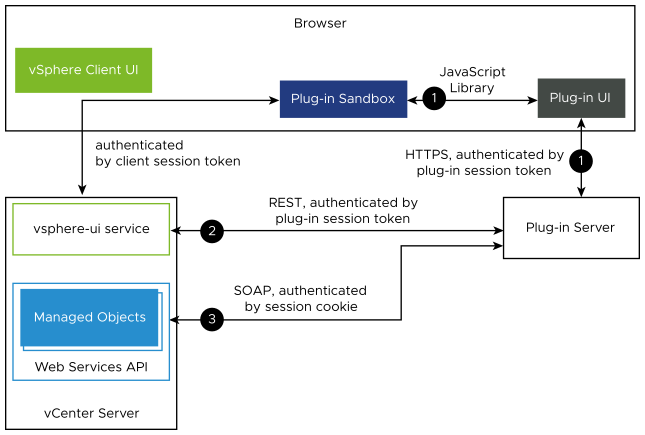 Browser
vSphere Client UI
Plug-in Sandbox
1
JavaScript
Library
Plug-in UI
authenticated
by client session token
HTTPS, authenticated by
plug-in session token
1
vsphere-ui service
2
REST, authenticated by
plug-in session token
Plug-in Server
Managed Objects
3
SOAP, authenticated
by session cookie
Web Services API
vCenter Server